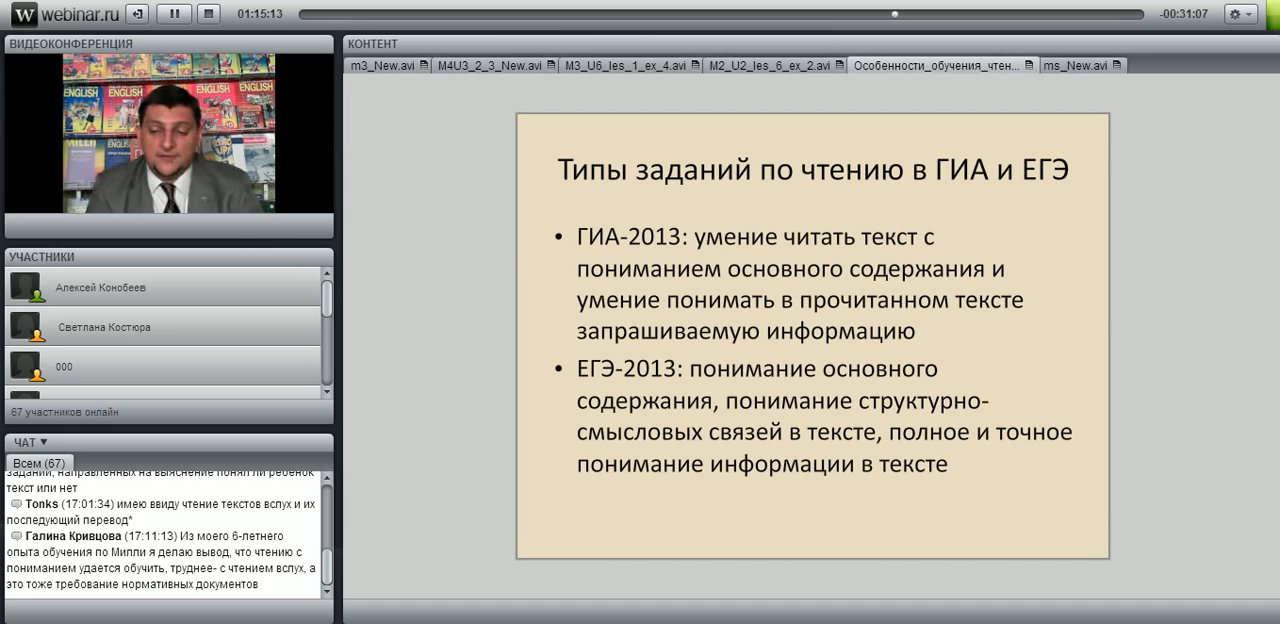 webinar.ru
01:15:13
-00:31:07
ВИДЕОКОНФЕРЕНЦИЯ
ENGLISH
ENGLISH
ENGLISH
MILLIE
УЧАСТНИКИ
Алексей Конобеев
Светлана Костюра
000
67 участников онлайн
ЧАТ
Всем (67)
заданий, направленных на выяснение понял ли ребенок
текст или нет
Tonks (17:01:34) имею ввиду чтение текстов вслух и их
последующий перевод*
Галина Кривцова (17:11:13) Из моего 6-летнего
опыта обучения по Милли я делаю вывод, что чтению с
пониманием удается обучить, труднее- с чтением вслух, а
это тоже требование нормативных документов
КОНТЕНТ
m3_New.avi
M4U3_2_3_New.avi
M3_U6_les_1_ex_4.avi
M2_U2_les_6_ex_2.avi
Особенности_обучения_чтен...
ms_New.avi
Типы заданий по чтению в ГИА и ЕГЭ
• ГИА-2013: умение читать текст с
пониманием основного содержания и
умение понимать в прочитанном тексте
запрашиваемую информацию
• ЕГЭ-2013: понимание основного
содержания, понимание структурно-
смысловых связей в тексте, полное и точное
понимание информации в тексте